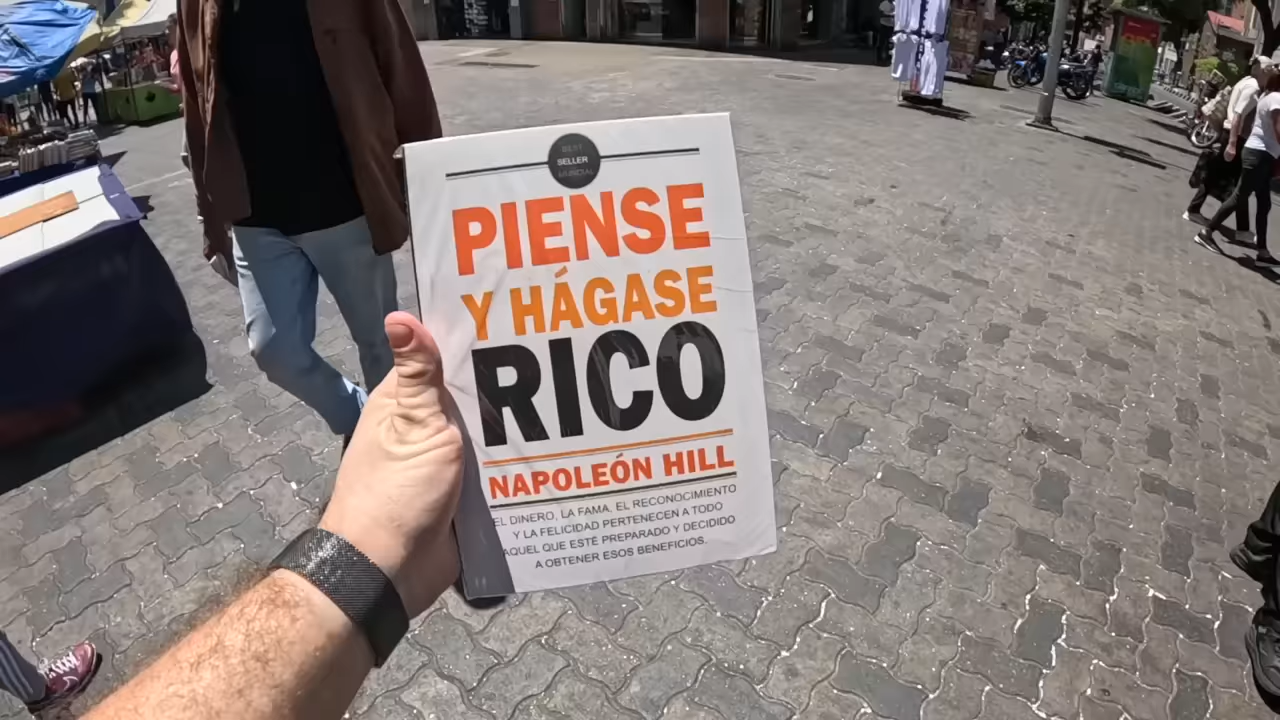 BEST
SELLER
MUNDIAL
PIENSE
Y HÁGASE
RICO
NAPOLEÓN HILL
EL DINERO, LA FAMA, EL RECONOCIMIENTO
Y LA FELICIDAD PERTENECEN A TODO
AQUEL QUE ESTÉ PREPARADO Y DECIDIDO
A OBTENER ESOS BENEFICIOS.